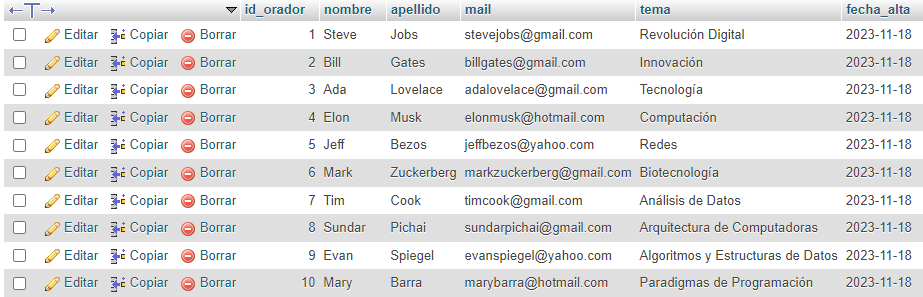 id_orador nombre apellido mail tema fecha_alta
Editar Copiar Borrar 1 Steve Jobs stevejobs@gmail.com Revolución Digital 2023-11-18
Editar Copiar Borrar 2 Bill Gates billgates@gmail.com Innovación 2023-11-18
Editar Copiar Borrar 3 Ada Lovelace adalovelace@gmail.com Tecnología 2023-11-18
Editar Copiar Borrar 4 Elon Musk elonmusk@hotmail.com Computación 2023-11-18
Editar Copiar Borrar 5 Jeff Bezos jeffbezos@yahoo.com Redes 2023-11-18
Editar Copiar Borrar 6 Mark Zuckerberg markzuckerberg@gmail.com Biotecnología 2023-11-18
Editar Copiar Borrar 7 Tim Cook timcook@gmail.com Análisis de Datos 2023-11-18
Editar Copiar Borrar 8 Sundar Pichai sundarpichai@gmail.com Arquitectura de Computadoras 2023-11-18
Editar Copiar Borrar 9 Evan Spiegel evanspiegel@yahoo.com Algoritmos y Estructuras de Datos 2023-11-18
Editar Copiar Borrar 10 Mary Barra marybarra@hotmail.com Paradigmas de Programación 2023-11-18